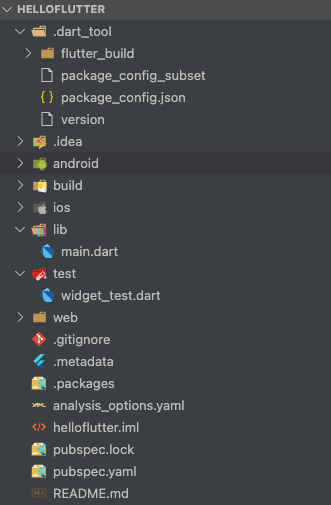 HELLOFLUTTER
.dart_tool
flutter_build
package_config_subset
package_config.json
version
.idea
android
build
ios
lib
main.dart
test
widget_test.dart
web
.gitignore
.metadata
.packages
analysis_options.yaml
helloflutter.iml
pubspec.lock
pubspec.yaml
README.md